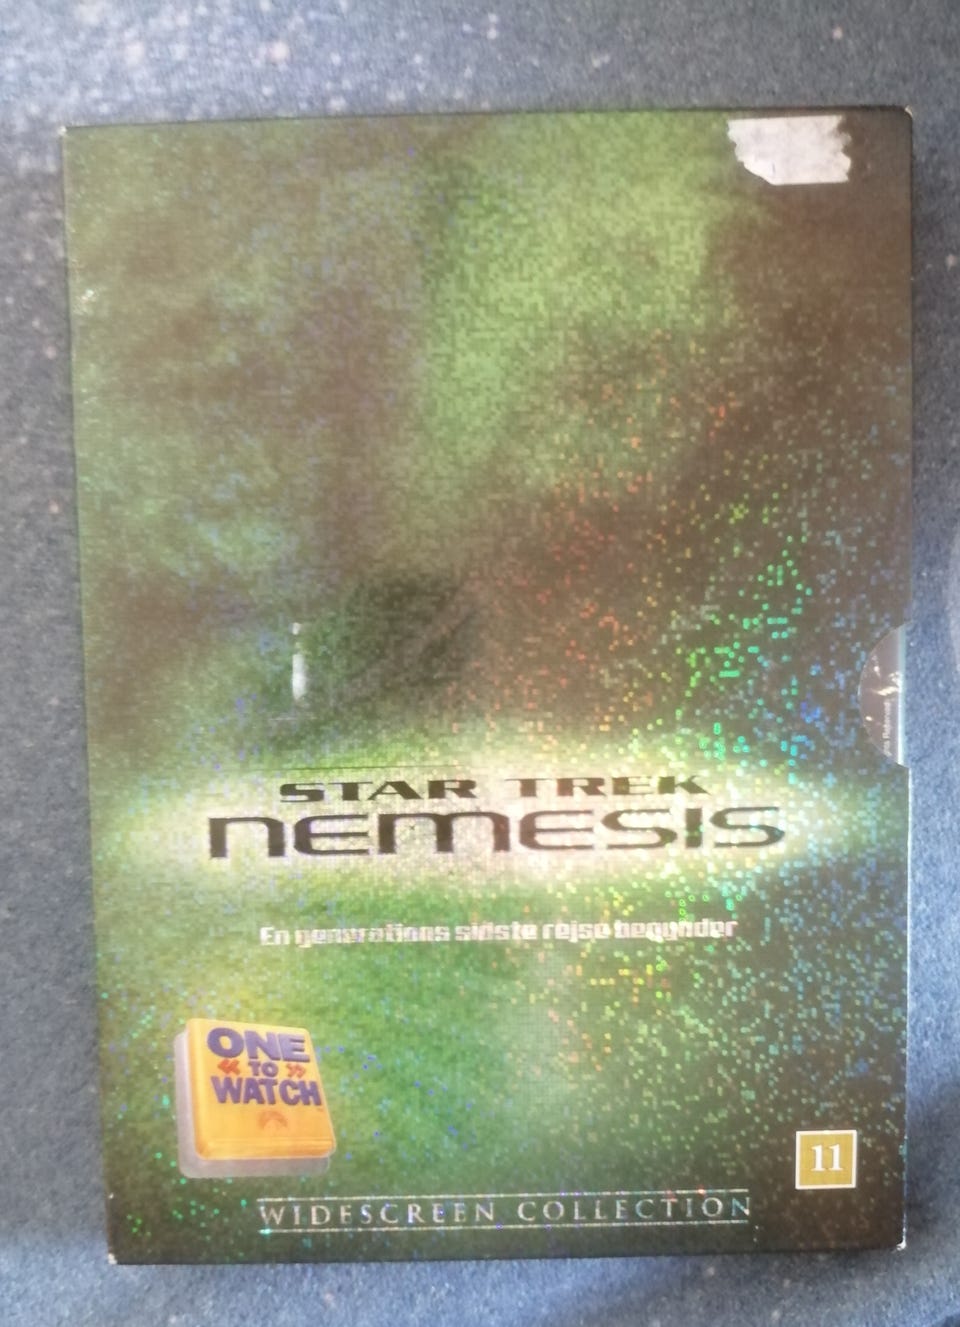 STAR TREK
NEMESIS
En generations sidste rejse begynder
ONE
« TO »
WATCH
11
WIDESCREEN COLLECTION